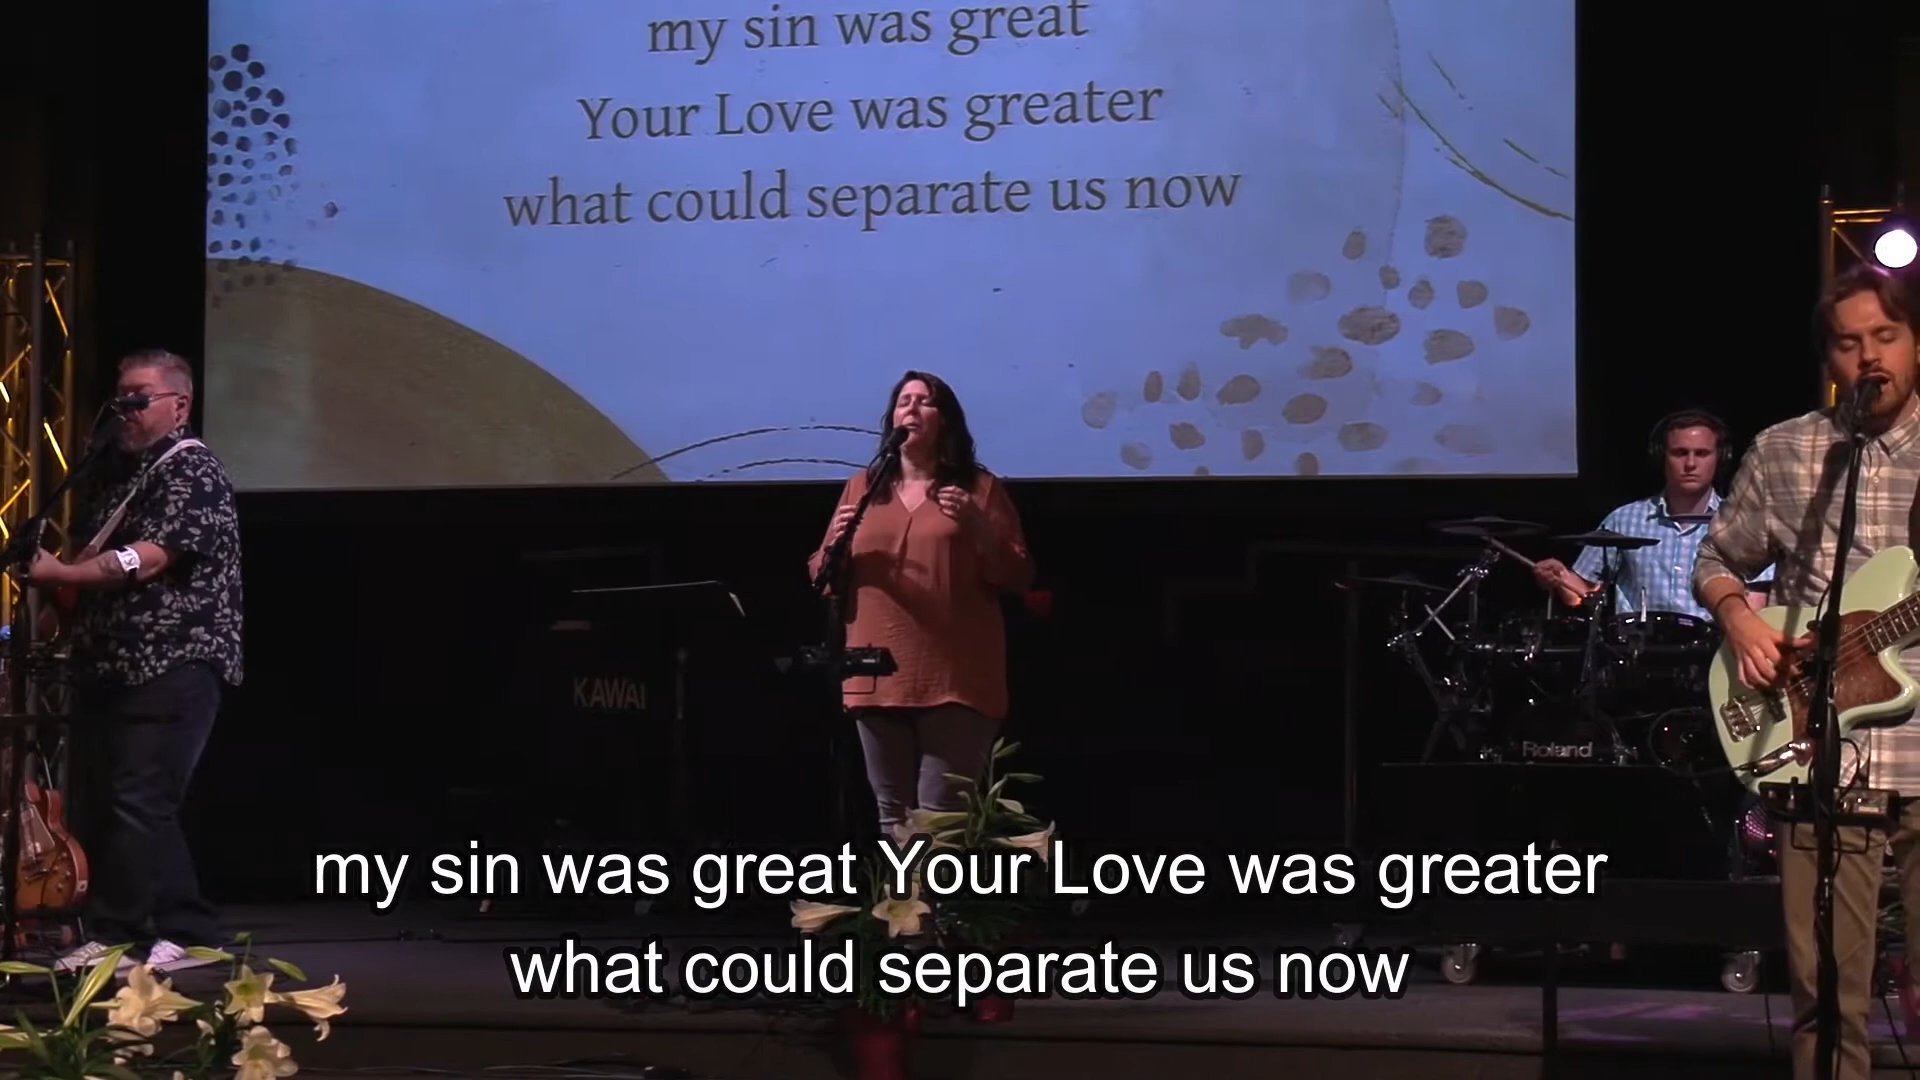 my sin was great
Your Love was greater
what could separate us now
KAWAI
Roland
my sin was great Your Love was greater
what could separate us now